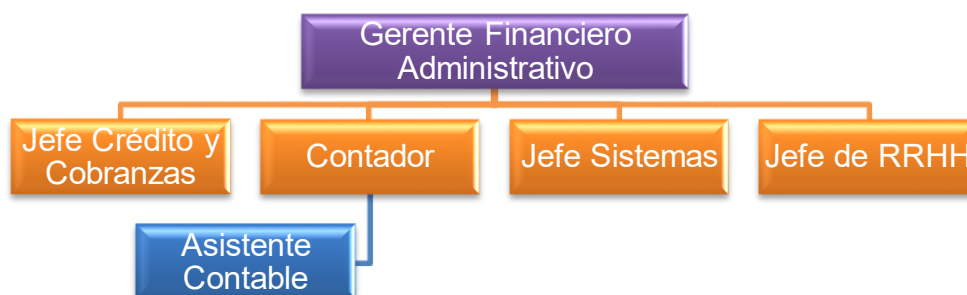 Gerente Financiero
Administrativo
Jefe Crédito y
Cobranzas
Contador
Jefe Sistemas
Jefe de RRHH
Asistente
Contable